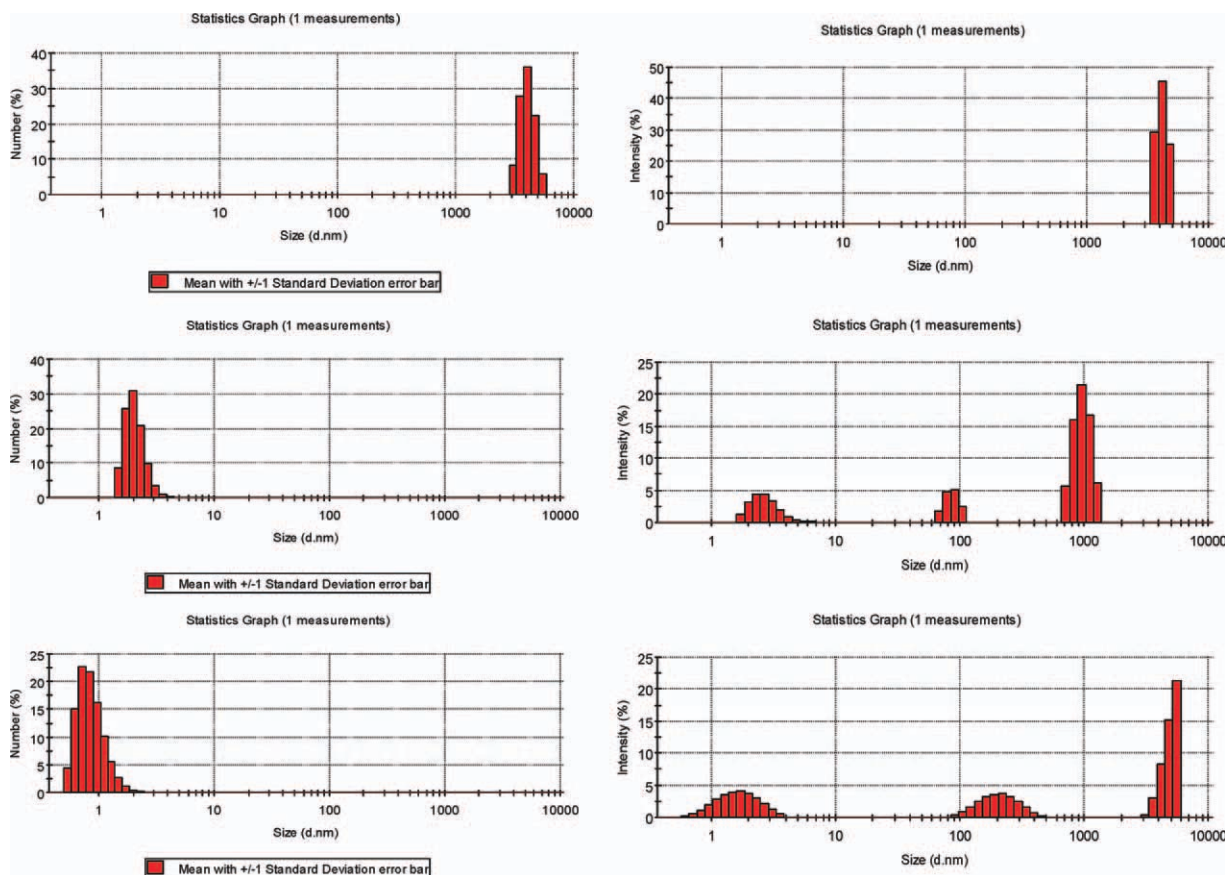 Statistics Graph (1 measurements)
40
30
20
10
0
Number (%)
1 10 100 1000 10000
Size (d.nm)
Mean with +/-1 Standard Deviation error bar
Statistics Graph (1 measurements)
50
40
30
20
10
0
Intensity (%)
1 10 100 1000 10000
Size (d.nm)
Statistics Graph (1 measurements)
40
30
20
10
0
Number (%)
1 10 100 1000 10000
Size (d.nm)
Mean with +/-1 Standard Deviation error bar
Statistics Graph (1 measurements)
25
20
15
10
5
0
Intensity (%)
1 10 100 1000 10000
Size (d.nm)
Statistics Graph (1 measurements)
25
20
15
10
5
0
Number (%)
1 10 100 1000 10000
Size (d.nm)
Mean with +/-1 Standard Deviation error bar
Statistics Graph (1 measurements)
25
20
15
10
5
0
Intensity (%)
1 10 100 1000 10000
Size (d.nm)